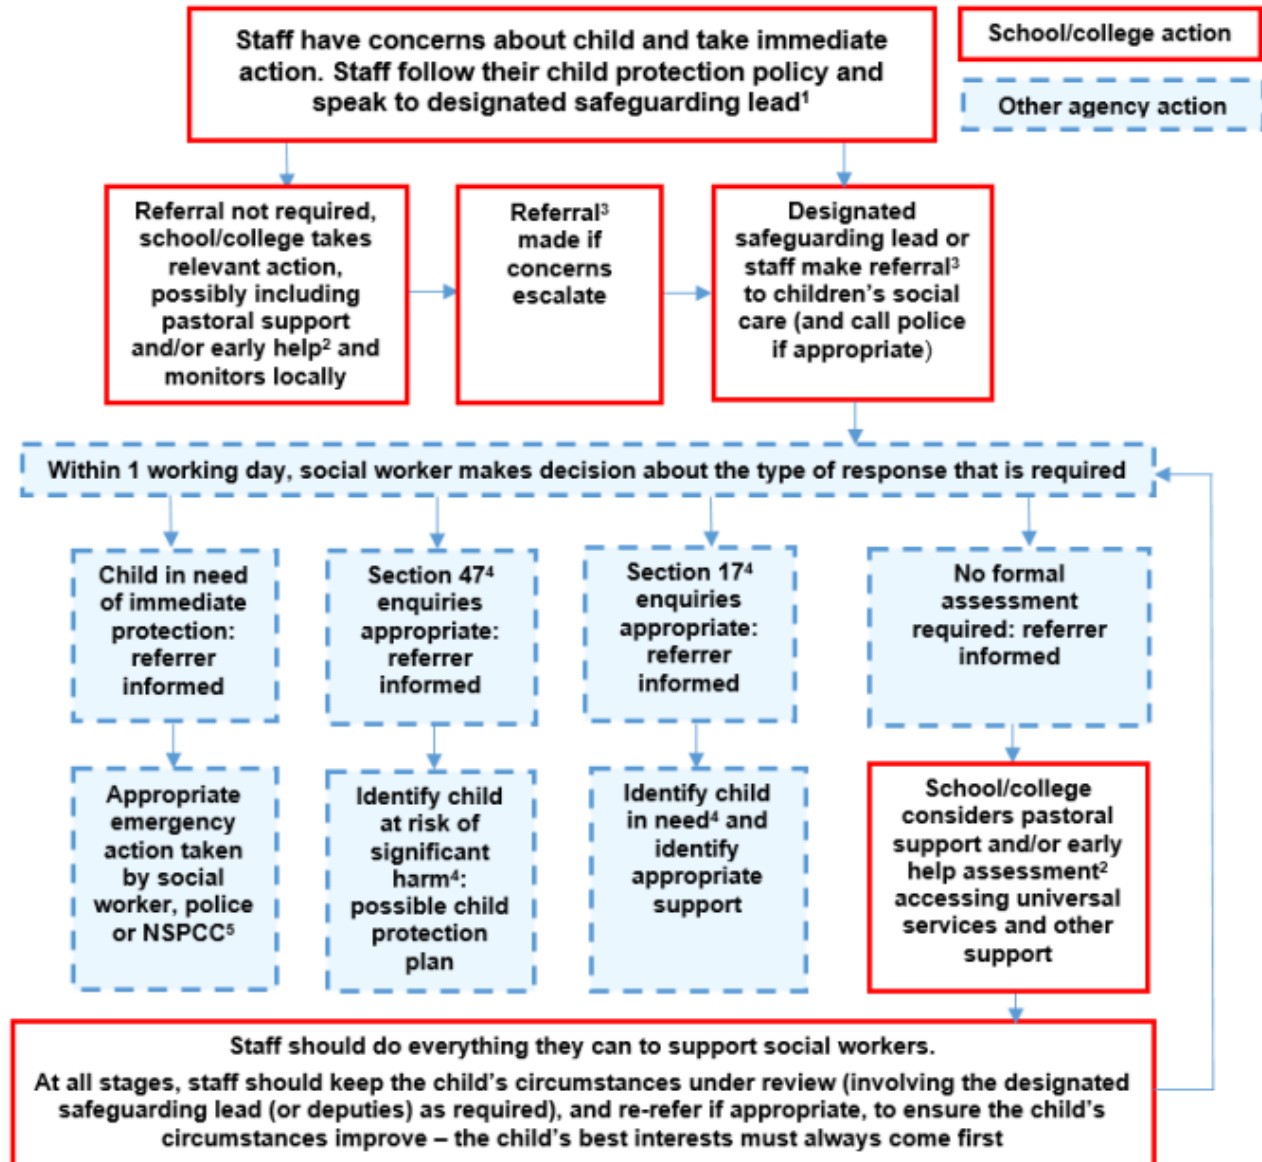 Staff have concerns about child and take immediate
action. Staff follow their child protection policy and
speak to designated safeguarding lead¹
School/college action
Other agency action
Referral not required,
school/college takes
relevant action,
possibly including
pastoral support
and/or early help² and
monitors locally
Referral³
made if
concerns
escalate
Designated
safeguarding lead or
staff make referral³
to children’s social
care (and call police
if appropriate)
Within 1 working day, social worker makes decision about the type of response that is required
Child in need
of immediate
protection:
referrer
informed
Section 47⁴
enquiries
appropriate:
referrer
informed
Section 17⁴
enquiries
appropriate:
referrer
informed
No formal
assessment
required: referrer
informed
Appropriate
emergency
action taken
by social
worker, police
or NSPCC⁵
Identify child
at risk of
significant
harm⁴:
possible child
protection
plan
Identify child
in need⁴ and
identify
appropriate
support
School/college
considers pastoral
support and/or early
help assessment²
accessing universal
services and other
support
Staff should do everything they can to support social workers.
At all stages, staff should keep the child’s circumstances under review (involving the designated
safeguarding lead (or deputies) as required), and re-refer if appropriate, to ensure the child’s
circumstances improve – the child’s best interests must always come first